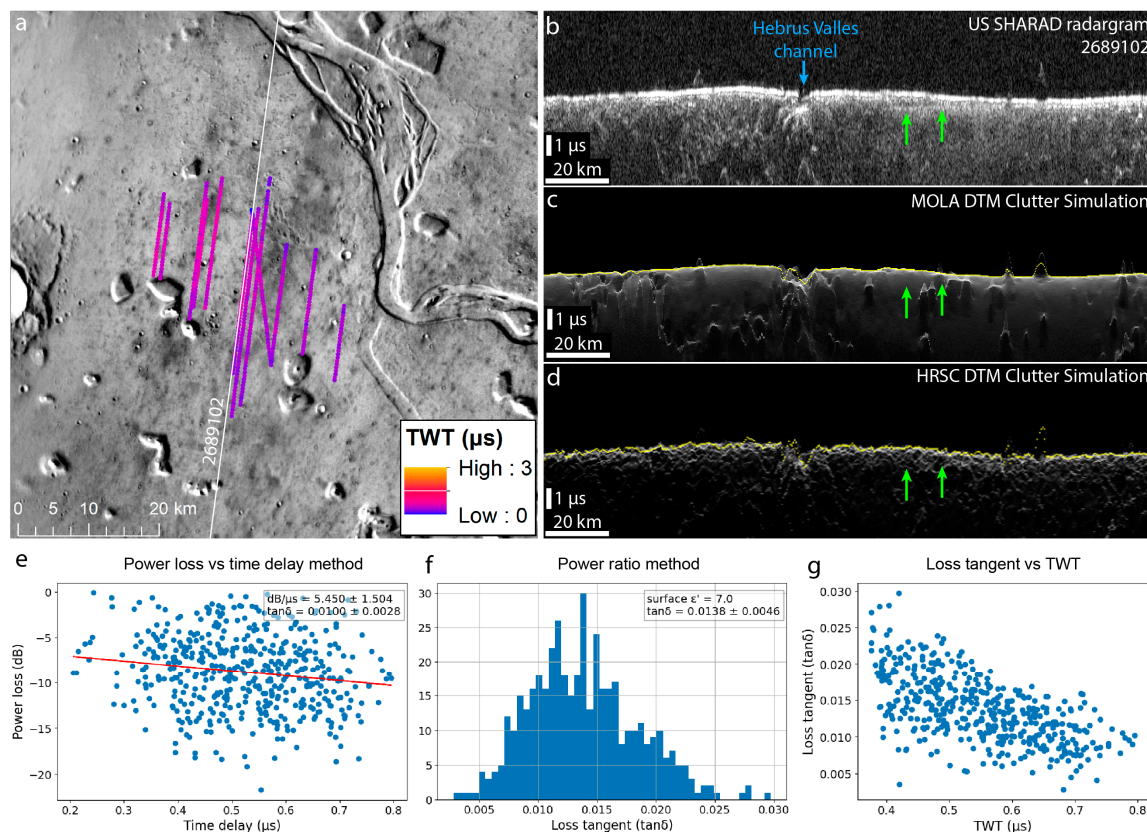 a
2689102
TWT (µs)
High : 3
Low : 0
0 5 10 20 km
b
Hebrus Valles
channel
US SHARAD radargram
2689102
1 µs
20 km
c
MOLA DTM Clutter Simulation
1 µs
20 km
d
HRSC DTM Clutter Simulation
1 µs
20 km
e
Power loss vs time delay method
dB/µs = 5.450 ± 1.504
tanδ = 0.0100 ± 0.0028
Power loss (dB)
0
−5
−10
−15
−20
0.2 0.3 0.4 0.5 0.6 0.7 0.8
Time delay (µs)
f
Power ratio method
surface ε' = 7.0
tanδ = 0.0138 ± 0.0046
30
25
20
15
10
5
0
0.005 0.010 0.015 0.020 0.025 0.030
Loss tangent (tanδ)
g
Loss tangent vs TWT
Loss tangent (tanδ)
0.030
0.025
0.020
0.015
0.010
0.005
0.4 0.5 0.6 0.7 0.8
TWT (µs)